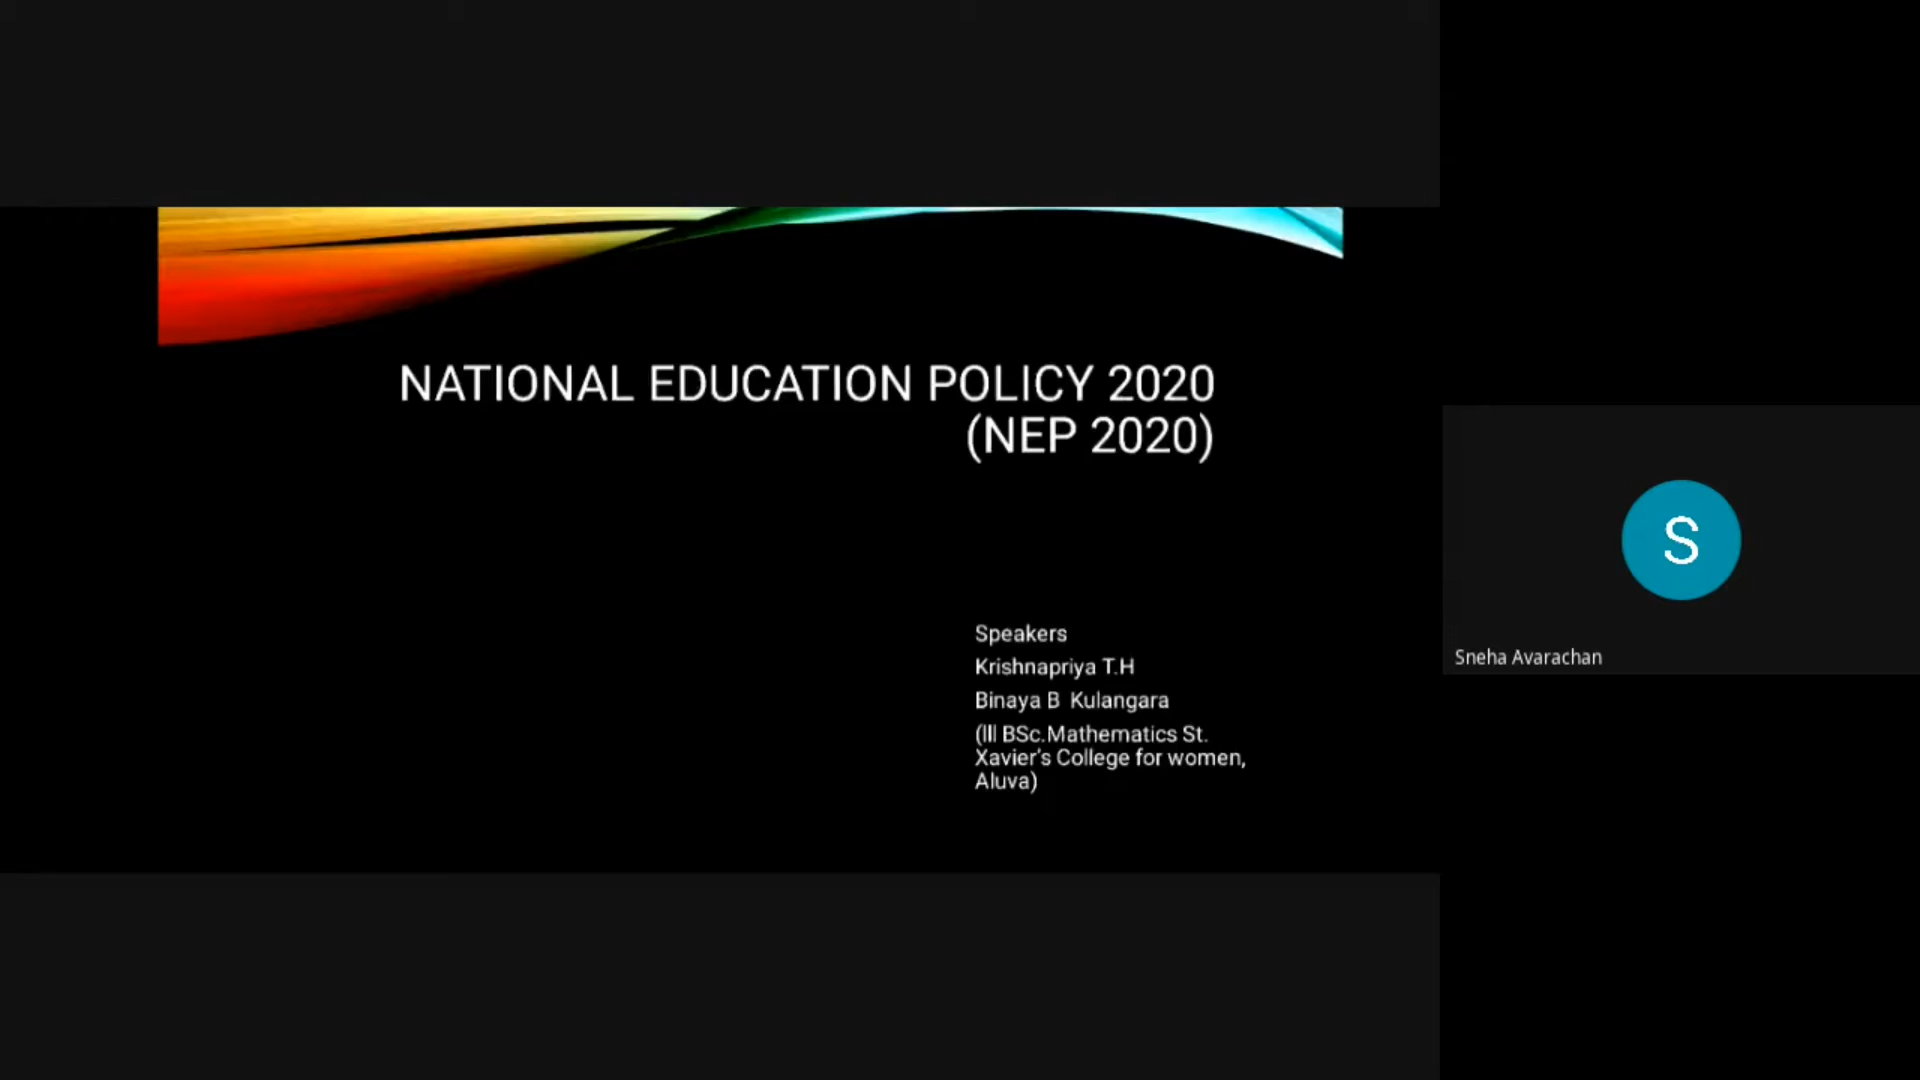 NATIONAL EDUCATION POLICY 2020
(NEP 2020)
Speakers
Krishnapriya T.H
Binaya B Kulangara
(lll BSc.Mathematics St.
Xavier's College for women,
Aluva)
S
Sneha Avarachan